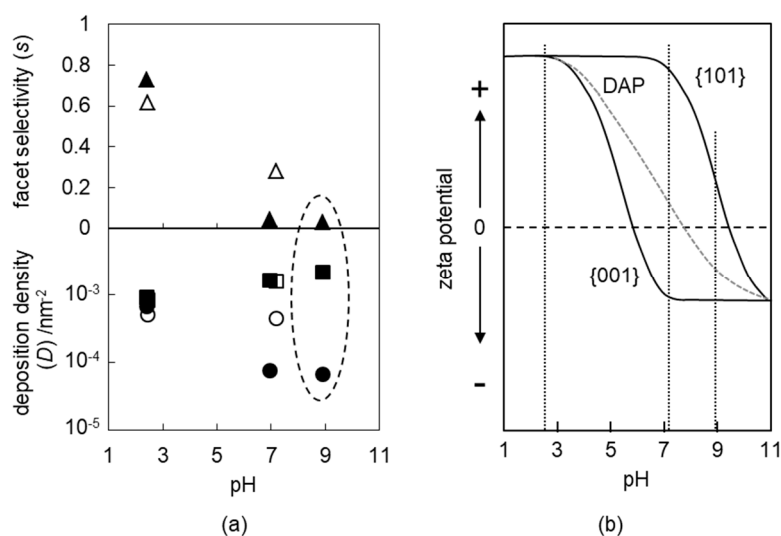 facet selectivity (s)
1
0.8
0.6
0.4
0.2
0
deposition density
(D) /nm-2
10-3
10-4
10-5
1 3 5 7 9 11
pH
(a)
zeta potential
+
0
-
DAP
{101}
{001}
1 3 5 7 9 11
pH
(b)